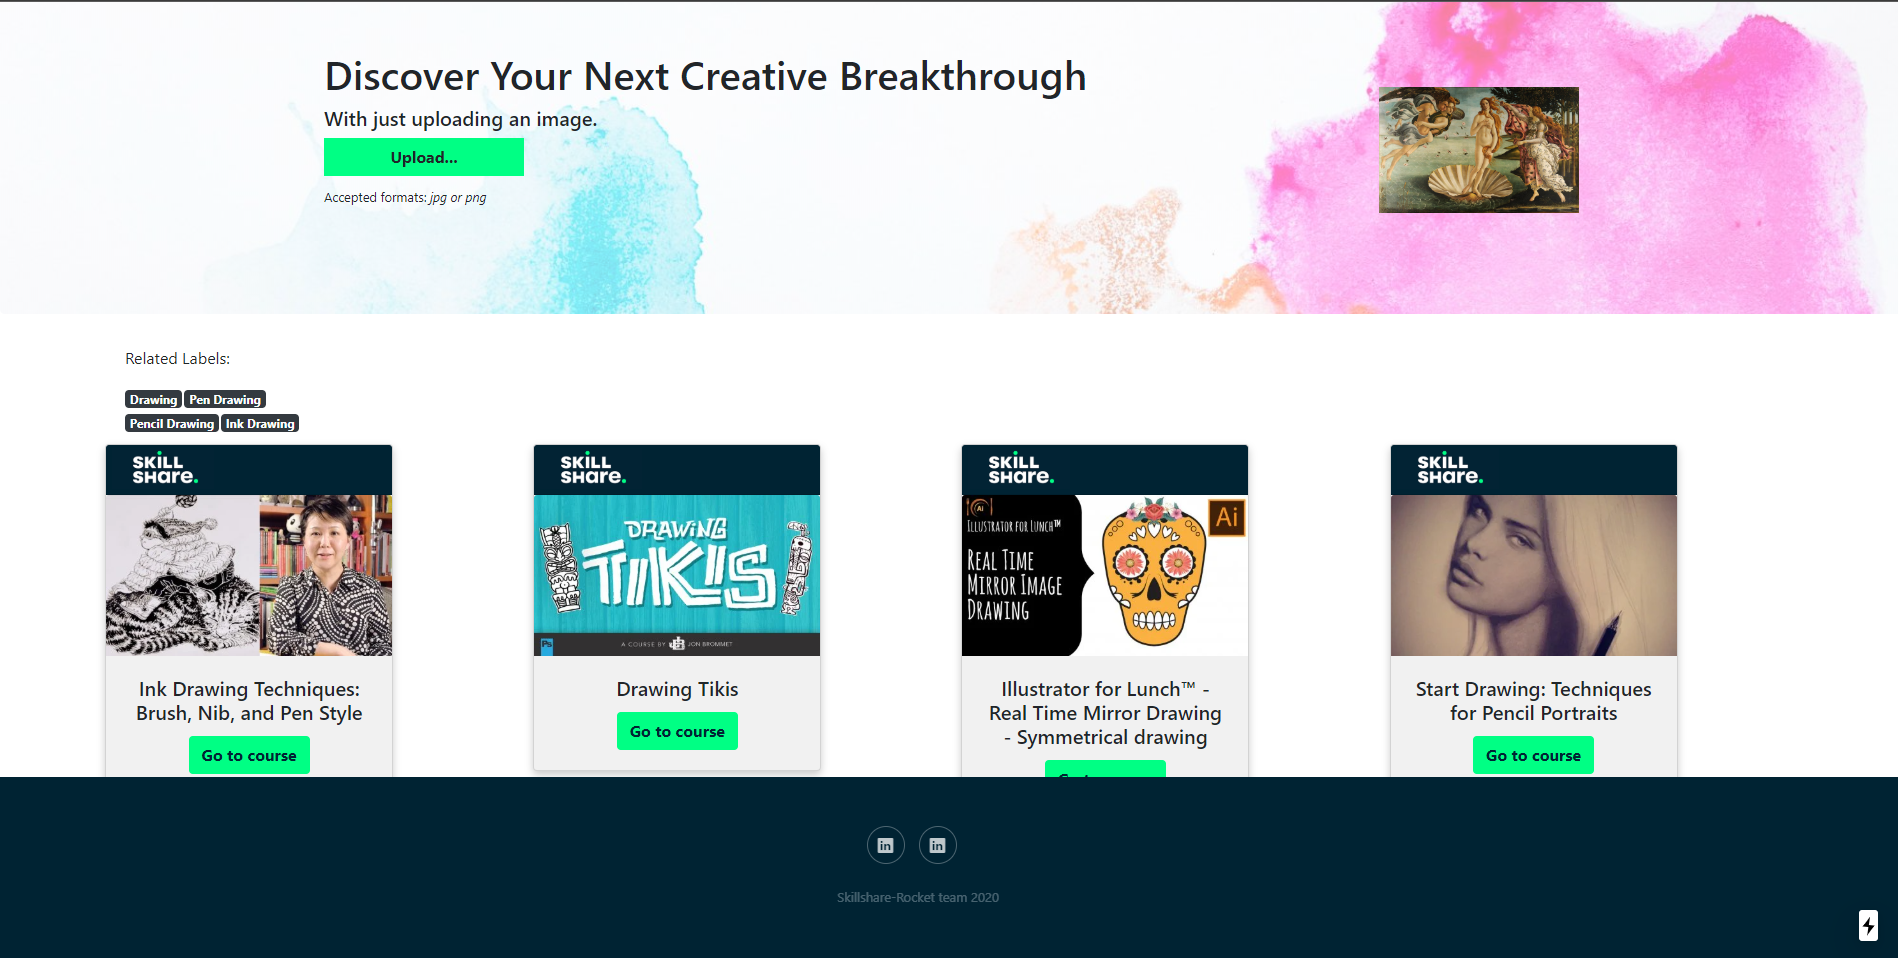 Discover Your Next Creative Breakthrough
With just uploading an image.
Upload...
Accepted formats: jpg or png
Related Labels:
Drawing Pen Drawing
Pencil Drawing Ink Drawing
SKILL
SHARE.
Ink Drawing Techniques:
Brush, Nib, and Pen Style
Go to course
SKILL
SHARE.
DRAWING
TIKIS
Ps
A COURSE BY JON BROMMET
Drawing Tikis
Go to course
SKILL
SHARE.
Ai
ILLUSTRATOR FOR LUNCH™
REAL TIME
MIRROR IMAGE
DRAWING
Ai
Illustrator for Lunch™ -
Real Time Mirror Drawing
- Symmetrical drawing
SKILL
SHARE.
Start Drawing: Techniques
for Pencil Portraits
Go to course
in in
Skillshare-Rocket team 2020